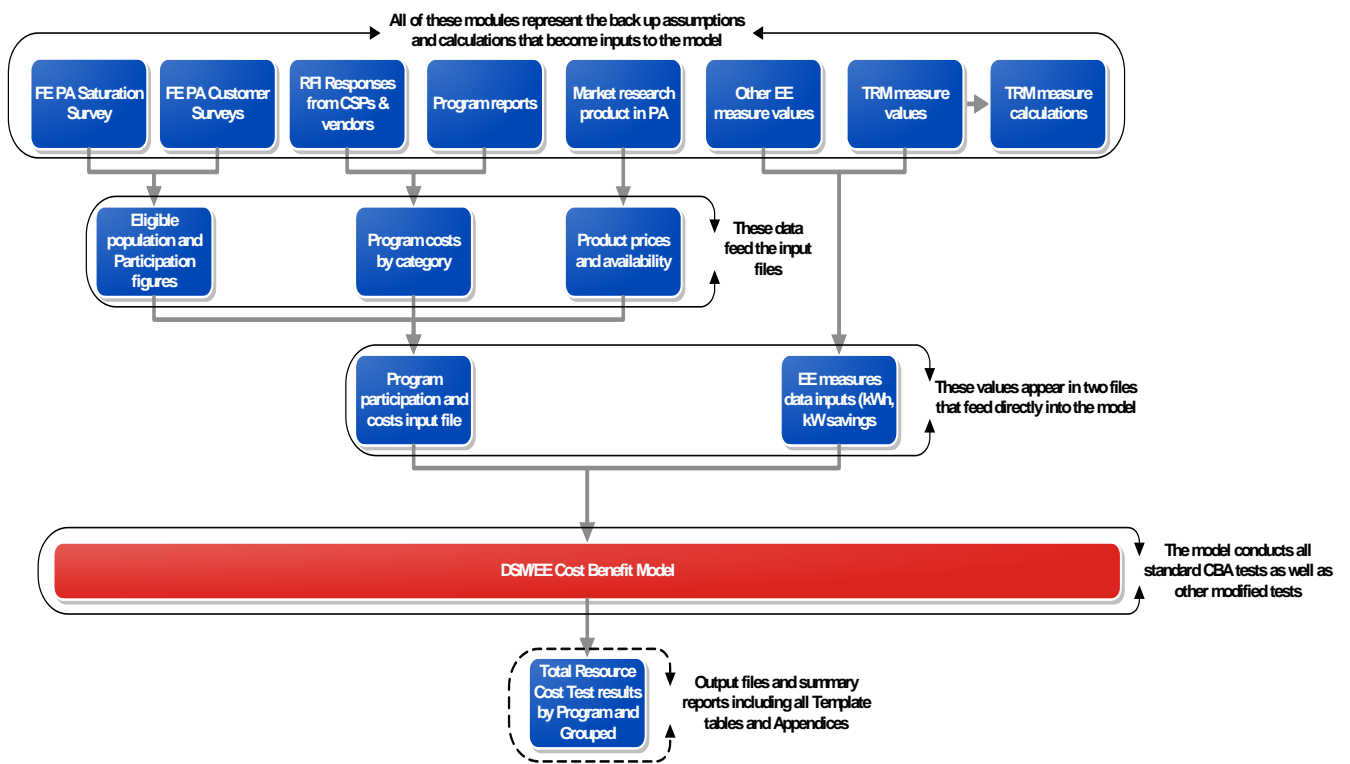 All of these modules represent the back up assumptions
and calculations that become inputs to the model
FE PA Saturation
Survey
FE PA Customer
Surveys
RFI Responses
from CSPs &
vendors
Program reports
Market research
product in PA
Other EE
measure values
TRM measure
values
TRM measure
calculations
Eligible
population and
Participation
figures
Program costs
by category
Product prices
and availability
These data
feed the input
files
Program
participation and
costs input file
EE measures
data inputs (kWh,
kW savings
These values appear in two files
that feed directly into the model
DSM/EE Cost Benefit Model
The model conducts all
standard CBA tests as well as
other modified tests
Total Resource
Cost Test results
by Program and
Grouped
Output files and summary
reports including all Template
tables and Appendices